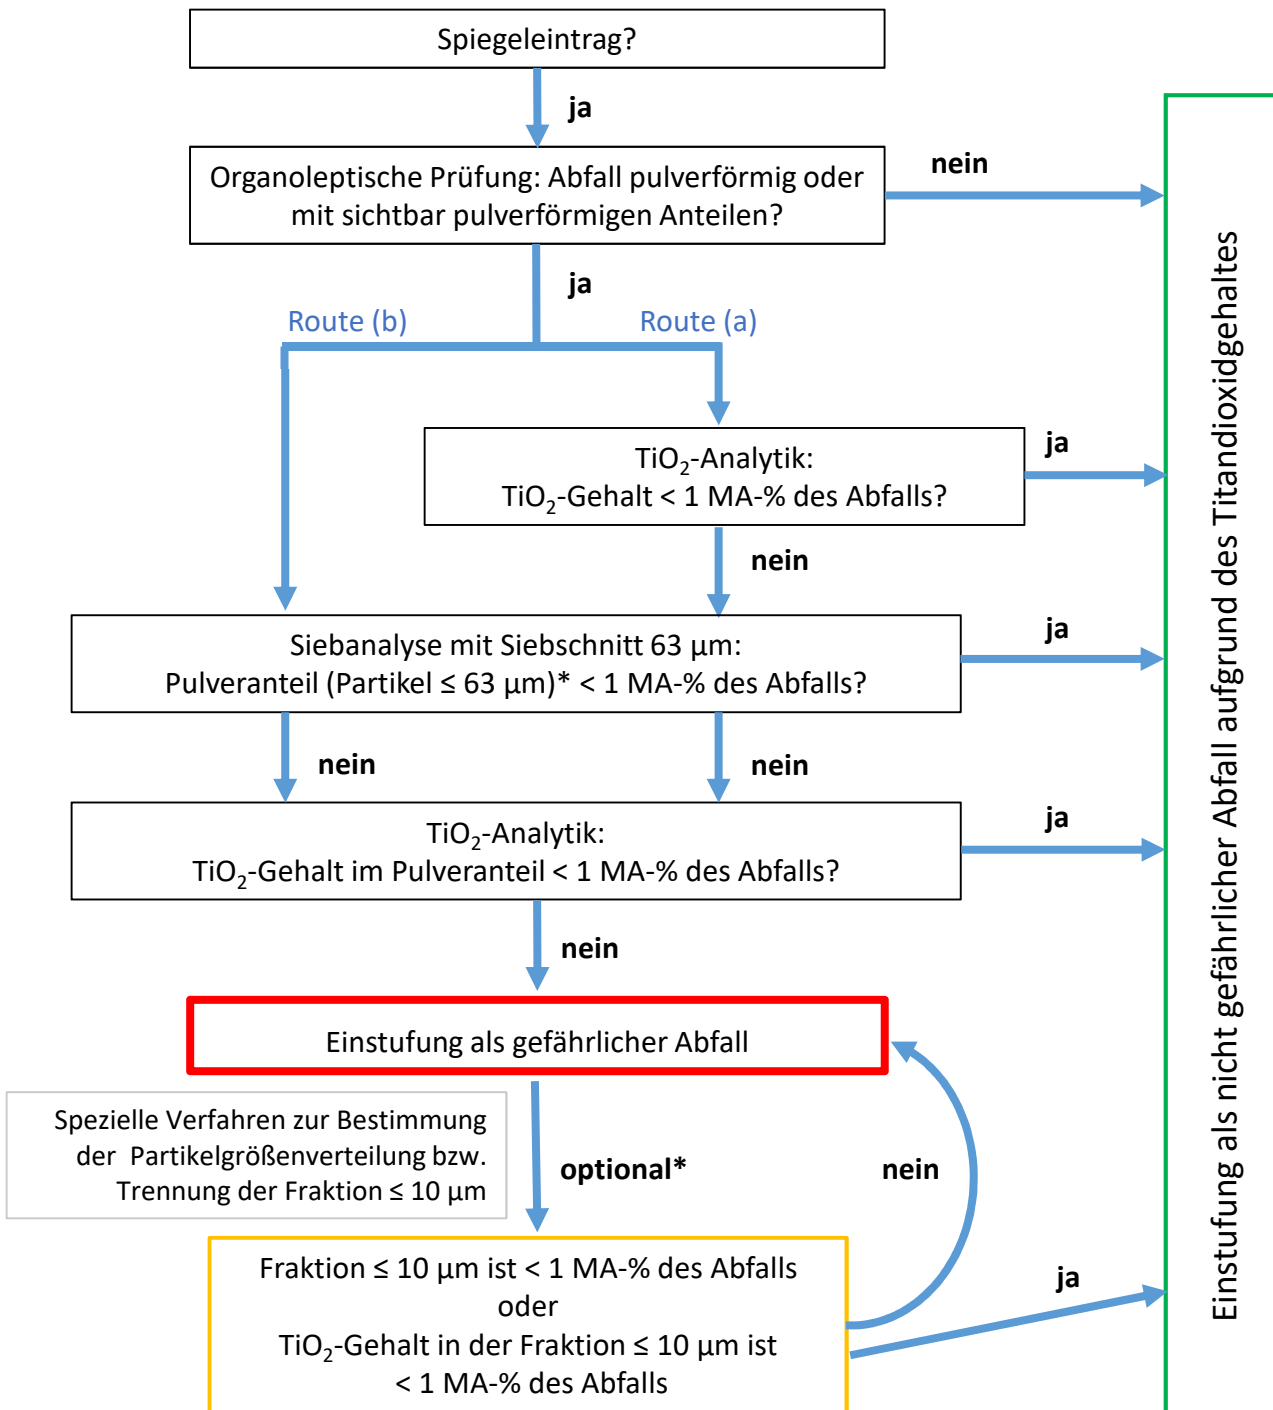 Spiegeleintrag?
ja
Organoleptische Prüfung: Abfall pulverförmig oder
mit sichtbar pulverförmigen Anteilen?
nein
ja
Route (b)
Route (a)
TiO₂-Analytik:
TiO₂-Gehalt < 1 MA-% des Abfalls?
ja
nein
Siebanalyse mit Siebschnitt 63 µm:
Pulveranteil (Partikel ≤ 63 µm)* < 1 MA-% des Abfalls?
ja
nein
nein
TiO₂-Analytik:
TiO₂-Gehalt im Pulveranteil < 1 MA-% des Abfalls?
ja
nein
Einstufung als gefährlicher Abfall
Spezielle Verfahren zur Bestimmung
der Partikelgrößenverteilung bzw.
Trennung der Fraktion ≤ 10 µm
optional*
nein
Fraktion ≤ 10 µm ist < 1 MA-% des Abfalls
oder
TiO₂-Gehalt in der Fraktion ≤ 10 µm ist
< 1 MA-% des Abfalls
ja
Einstufung als nicht gefährlicher Abfall aufgrund des Titandioxidgehaltes